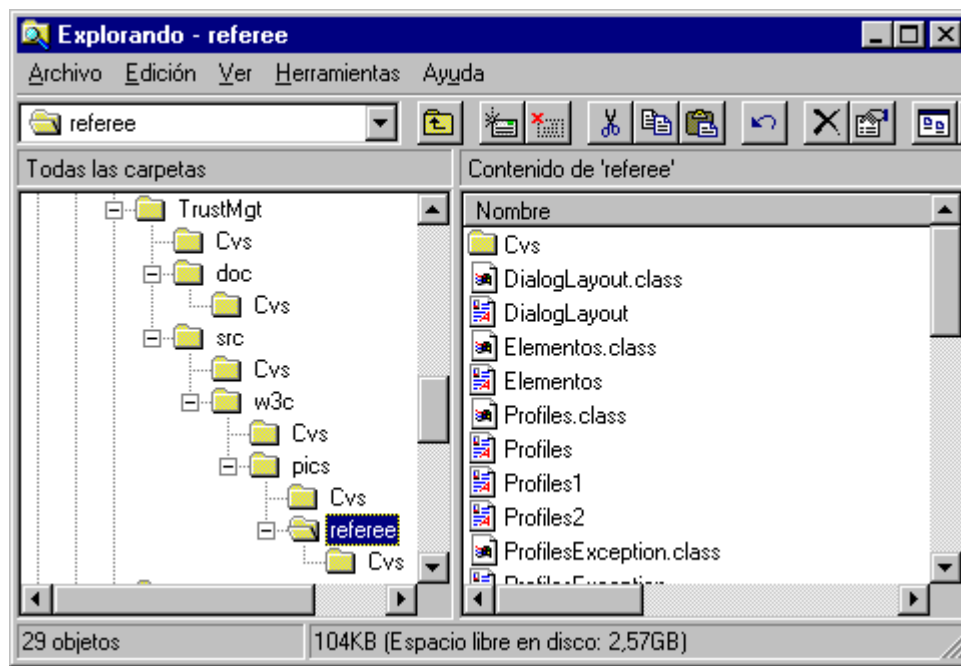 Explorando - referee
Archivo Edición Ver Herramientas Ayuda
referee
Todas las carpetas
Contenido de 'referee'
TrustMgt
Cvs
doc
Cvs
src
Cvs
w3c
Cvs
pics
Cvs
referee
Cvs
Nombre
Cvs
DialogLayout.class
DialogLayout
Elementos.class
Elementos
Profiles.class
Profiles
Profiles1
Profiles2
ProfilesException.class
ProfilesException
29 objetos
104KB (Espacio libre en disco: 2,57GB)